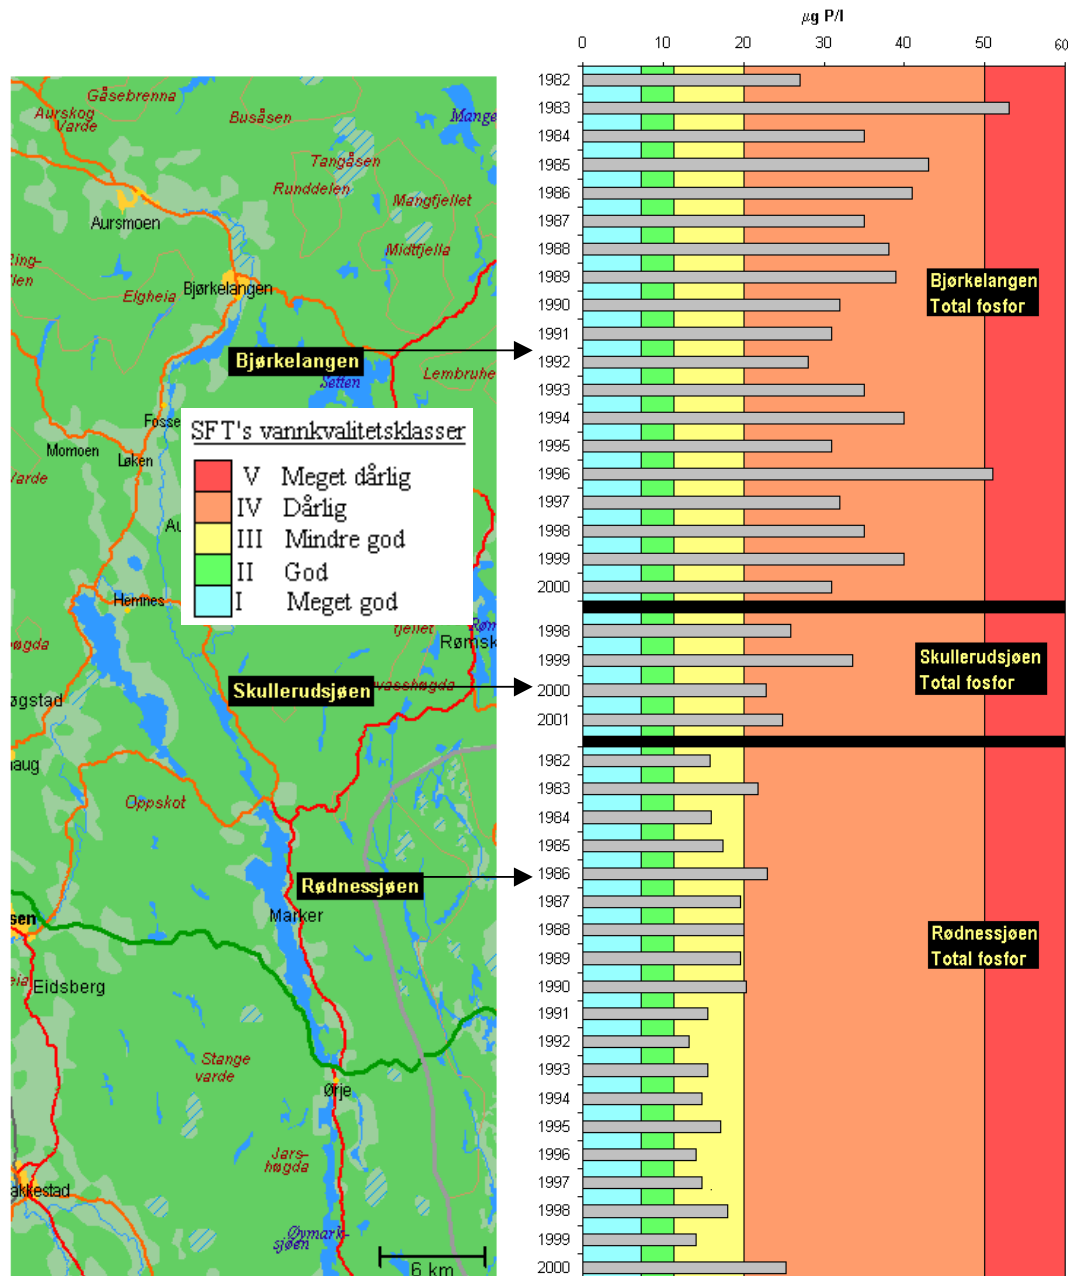 Gåsebrenna
Aurskog
Varde
Busåsen
Tangåsen
Runddelen
Mangfjellet
Midtfjella
Aursmoen
Elgheia
Bjørkelangen
Bjørkelangen
Setten
Lembruhe
Fosse
Momoen
Løken
Varde
SFT's vannkvalitetsklasser
V Meget dårlig
IV Dårlig
III Mindre god
II God
I Meget god
Hemnes
fjellet
Rømsk
øgda
Skullerudsjøen
vasshøgda
øgstad
aug
Oppskot
Rødnessjøen
Marker
sen
eia
Eidsberg
Stange
varde
Ørje
Jars-
høgda
akkestad
Øymark-
sjøen
6 km
µg P/l
0 10 20 30 40 50 60
1982
1983
1984
1985
1986
1987
1988
1989
1990
1991
1992
1993
1994
1995
1996
1997
1998
1999
2000
Bjørkelangen
Total fosfor
1998
1999
2000
2001
Skullerudsjøen
Total fosfor
1982
1983
1984
1985
1986
1987
1988
1989
1990
1991
1992
1993
1994
1995
1996
1997
1998
1999
2000
Rødnessjøen
Total fosfor